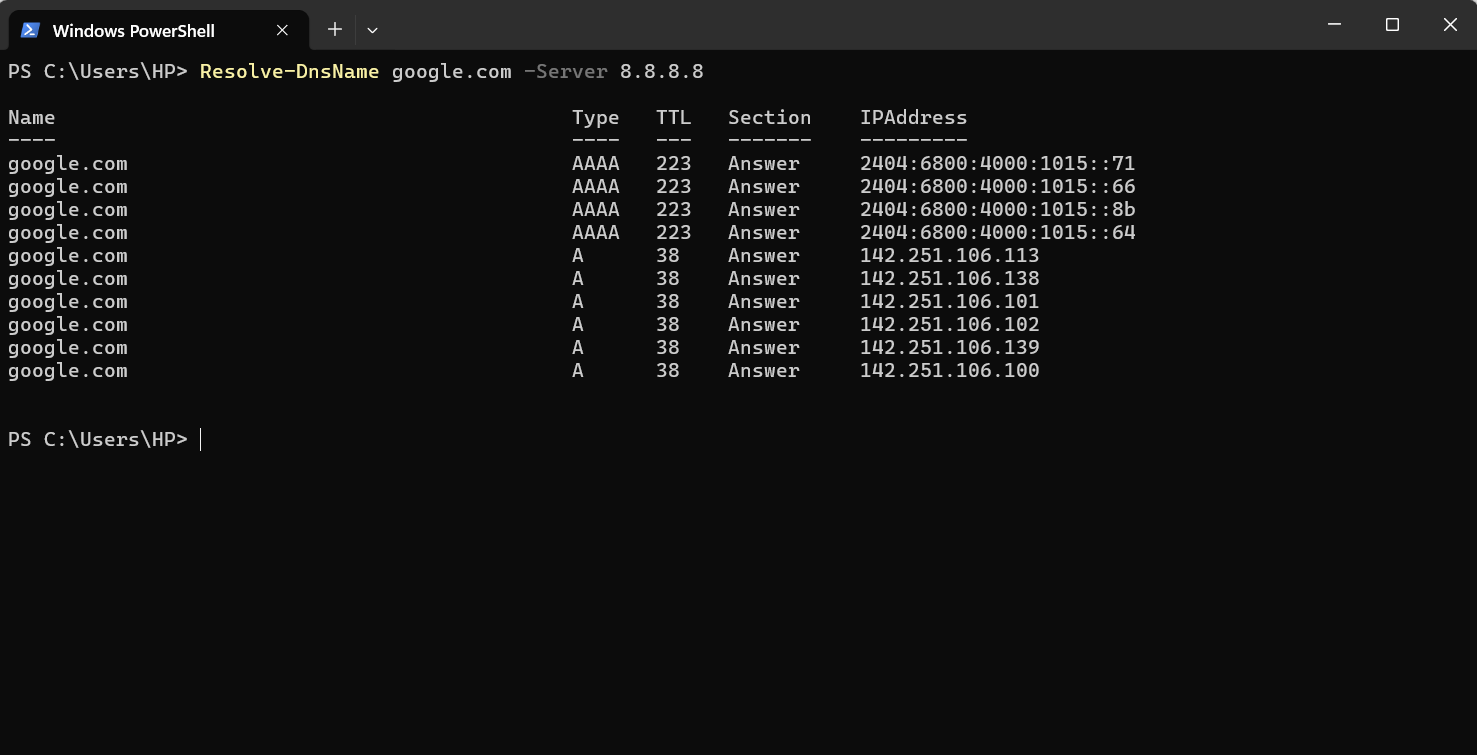 Windows PowerShell
PS C:\Users\HP> Resolve-DnsName google.com -Server 8.8.8.8
Name Type TTL Section IPAddress
---- ---- --- ------- ---------
google.com AAAA 223 Answer 2404:6800:4000:1015::71
google.com AAAA 223 Answer 2404:6800:4000:1015::66
google.com AAAA 223 Answer 2404:6800:4000:1015::8b
google.com AAAA 223 Answer 2404:6800:4000:1015::64
google.com A 38 Answer 142.251.106.113
google.com A 38 Answer 142.251.106.138
google.com A 38 Answer 142.251.106.101
google.com A 38 Answer 142.251.106.102
google.com A 38 Answer 142.251.106.139
google.com A 38 Answer 142.251.106.100
PS C:\Users\HP>